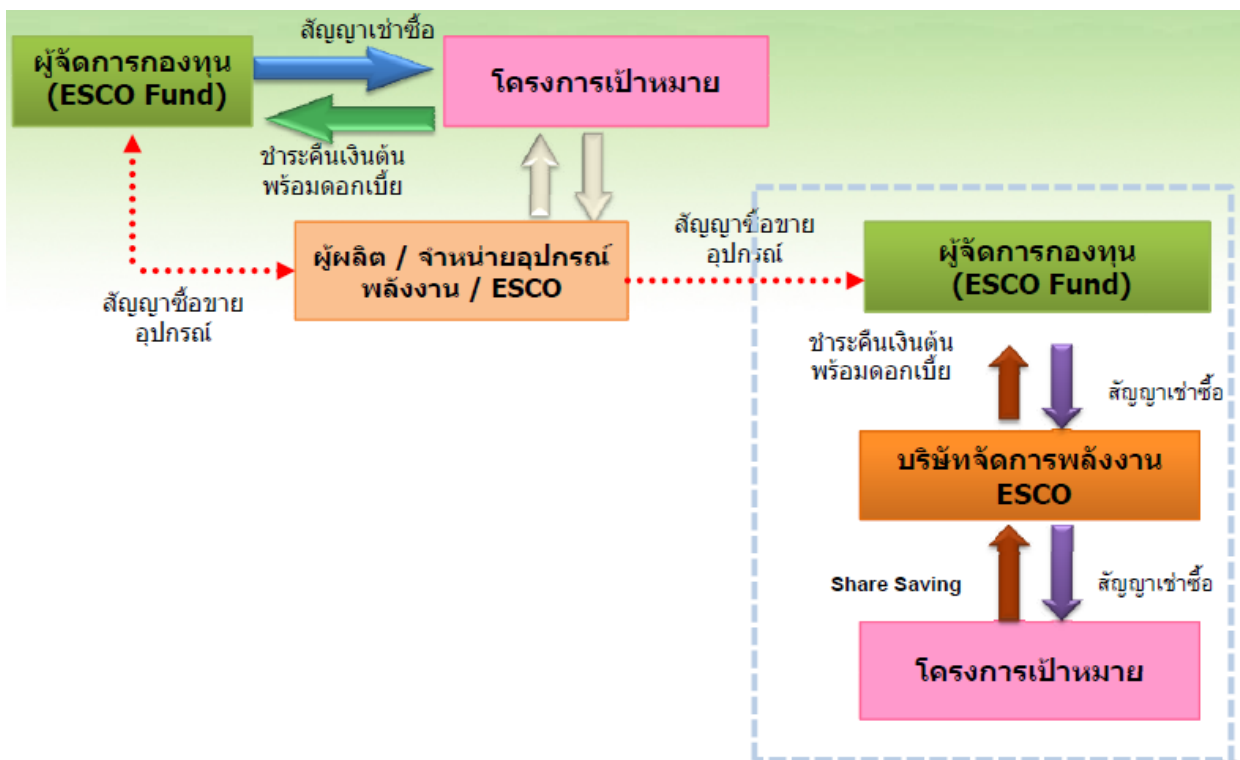 สัญญาเช่าซื้อ
ผู้จัดการกองทุน
(ESCO Fund)
โครงการเป้าหมาย
ชำระคืนเงินต้น
พร้อมดอกเบี้ย
ผู้ผลิต / จำหน่ายอุปกรณ์
พลังงาน / ESCO
สัญญาซื้อขาย
อุปกรณ์
สัญญาซื้อขาย
อุปกรณ์
ผู้จัดการกองทุน
(ESCO Fund)
ชำระคืนเงินต้น
พร้อมดอกเบี้ย
สัญญาเช่าซื้อ
บริษัทจัดการพลังงาน
ESCO
Share Saving
สัญญาเช่าซื้อ
โครงการเป้าหมาย